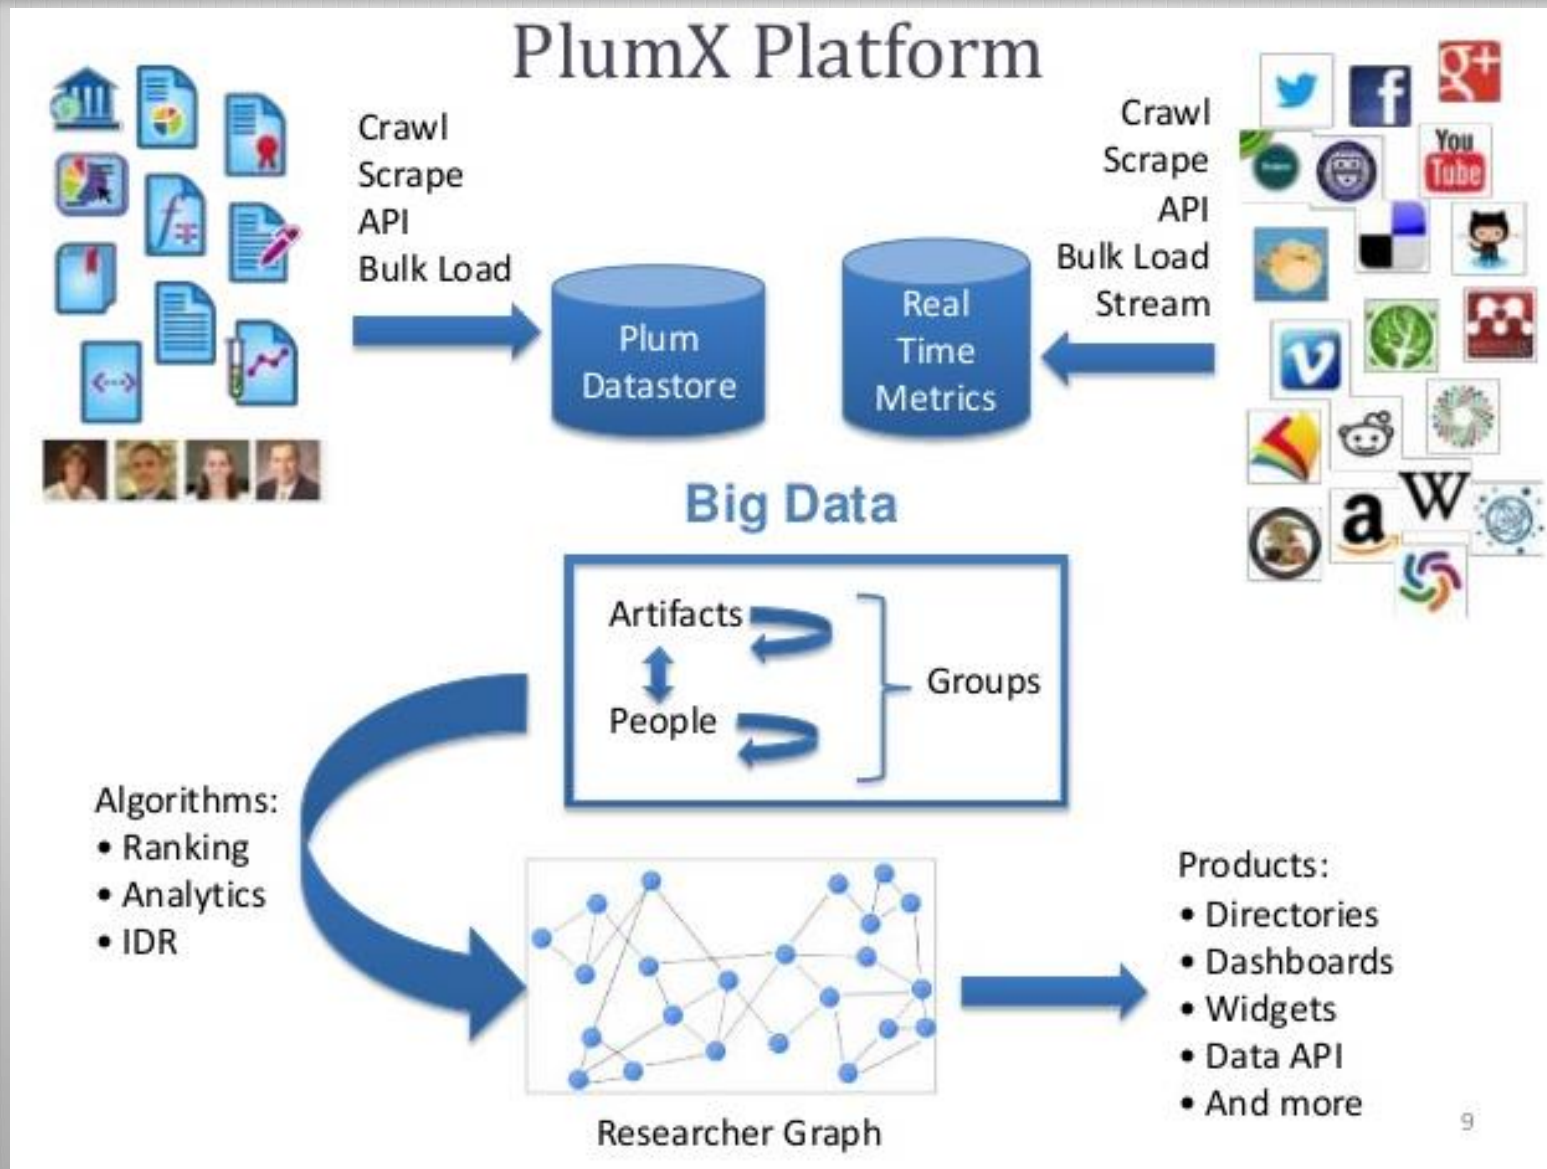 PlumX Platform
Crawl
Scrape
API
Bulk Load
Plum
Datastore
Real
Time
Metrics
Crawl
Scrape
API
Bulk Load
Stream
g+
f
You
Tube
f
<···>
v
a
W
Big Data
Artifacts
People
Groups
Algorithms:
• Ranking
• Analytics
• IDR
Researcher Graph
Products:
• Directories
• Dashboards
• Widgets
• Data API
• And more
9